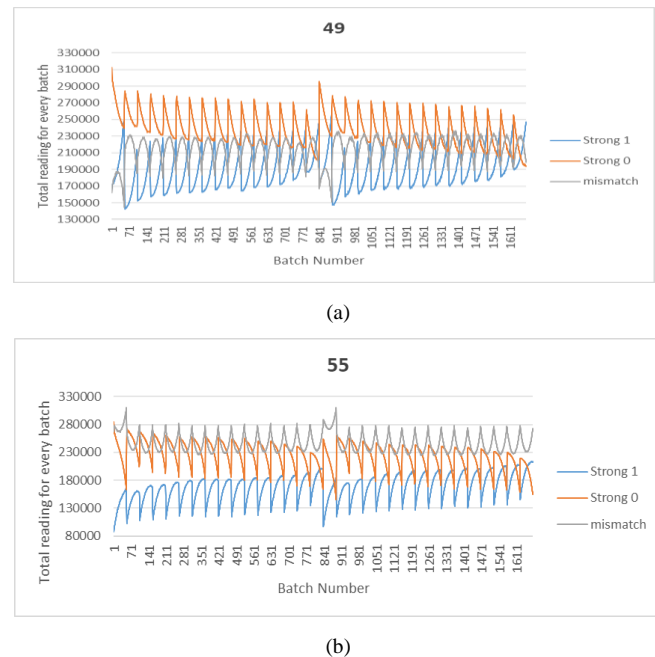 49
Total reading for every batch
330000
310000
290000
270000
250000
230000
210000
190000
170000
150000
130000
1 71 141 211 281 351 421 491 561 631 701 771 841 911 981 1051 1121 1191 1261 1331 1401 1471 1541 1611
Batch Number
Strong 1
Strong 0
mismatch
(a)
55
Total reading for every batch
330000
280000
230000
180000
130000
80000
1 71 141 211 281 351 421 491 561 631 701 771 841 911 981 1051 1121 1191 1261 1331 1401 1471 1541 1611
Batch Number
Strong 1
Strong 0
mismatch
(b)